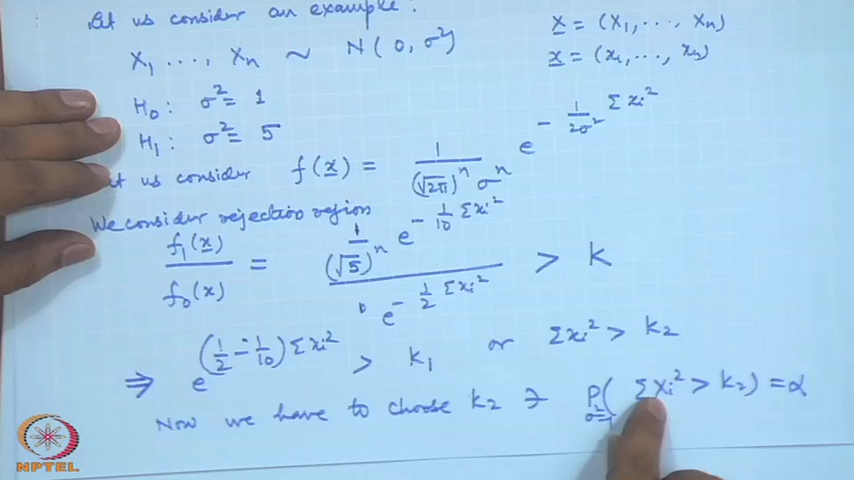 Let us consider an example :
X₁ ..., Xₙ ~ N(0, σ²)
X = (X₁, ..., Xₙ)
x = (x₁, ..., xₙ)
H₀ : σ² = 1
H₁ : σ² = 5
us consider f(x) = 1/((√2π)ⁿ σⁿ) e^(- 1/(2σ²) Σxᵢ²)
We consider rejection region
f₁(x)/f₀(x) = (1/(√5)ⁿ e^(- 1/10 Σxᵢ²))/(e^(- 1/2 Σxᵢ²)) > k
⇒ e^((1/2 - 1/10) Σxᵢ²) > k₁ or Σxᵢ² > k₂
Now we have to choose k₂ ∋ P(ΣXᵢ² > k₂) = α
σ²=1
NPTEL